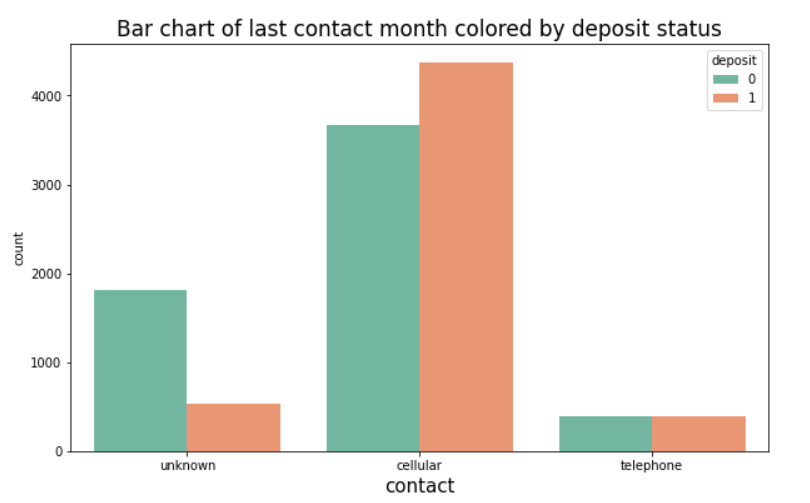 Bar chart of last contact month colored by deposit status
deposit
0
1
4000
3000
2000
1000
0
count
unknown
cellular
telephone
contact